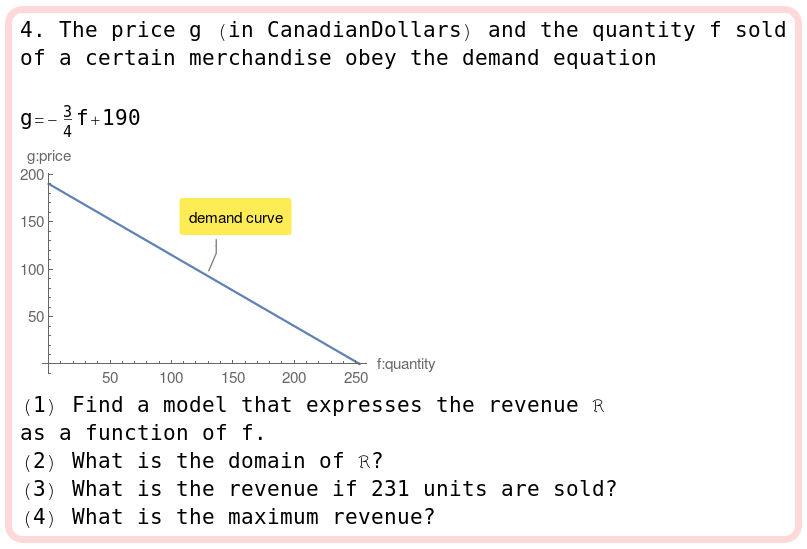 4. The price g (in CanadianDollars) and the quantity f sold
of a certain merchandise obey the demand equation
g=-3/4 f+190
g:price
200
150
100
50
demand curve
50 100 150 200 250
f:quantity
(1) Find a model that expresses the revenue ℛ
as a function of f.
(2) What is the domain of ℛ?
(3) What is the revenue if 231 units are sold?
(4) What is the maximum revenue?